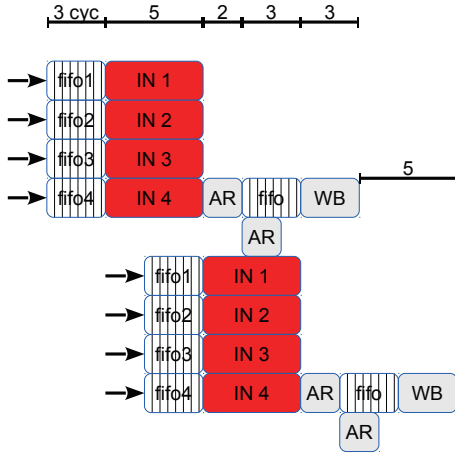 3 cyc 5 2 3 3
fifo1 IN 1
fifo2 IN 2
fifo3 IN 3
5
fifo4 IN 4 AR fifo WB
AR
fifo1 IN 1
fifo2 IN 2
fifo3 IN 3
fifo4 IN 4 AR fifo WB
AR